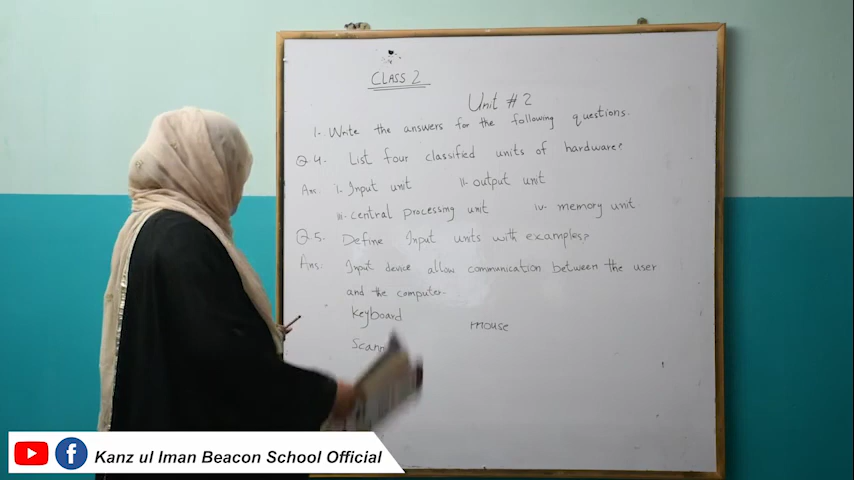 CLASS 2
Unit # 2
1- Write the answers for the following questions.
Q 4. List four classified units of hardware?
Ans: i- Input unit ii- output unit
iii- central processing unit iv- memory unit
Q 5. Define Input units with examples?
Ans: Input device allow communication between the user
and the computer.
keyboard mouse
Kanz ul Iman Beacon School Official